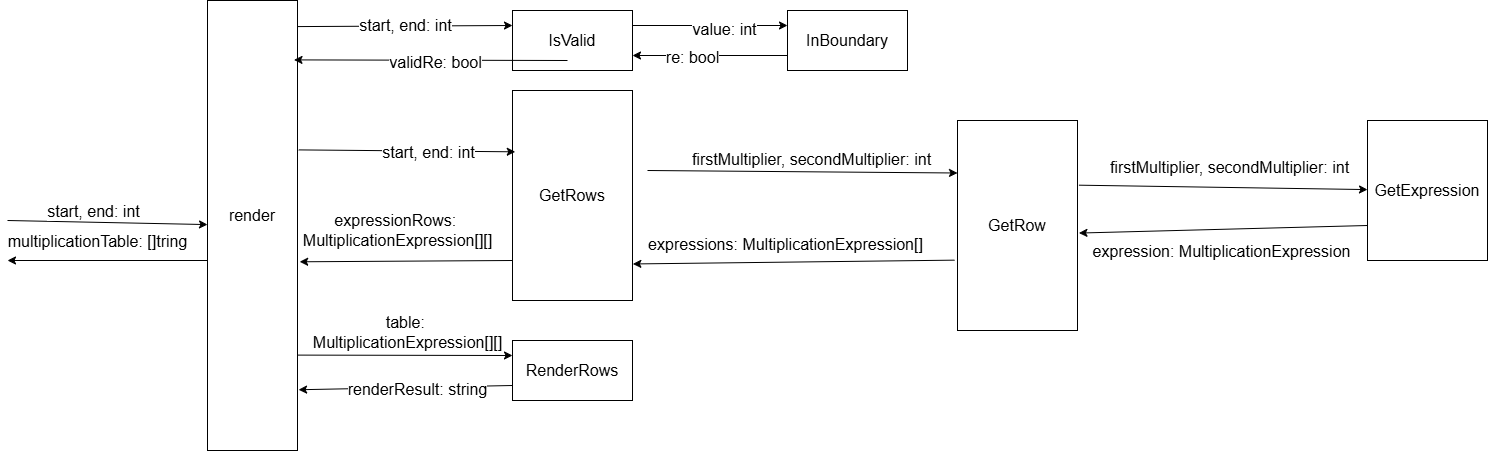 start, end: int
IsValid
value: int
InBoundary
validRe: bool
re: bool
start, end: int
GetRows
firstMultiplier, secondMultiplier: int
GetRow
firstMultiplier, secondMultiplier: int
GetExpression
start, end: int
render
multiplicationTable: []tring
expressionRows:
MultiplicationExpression[][]
expressions: MultiplicationExpression[]
expression: MultiplicationExpression
table:
MultiplicationExpression[][]
RenderRows
renderResult: string